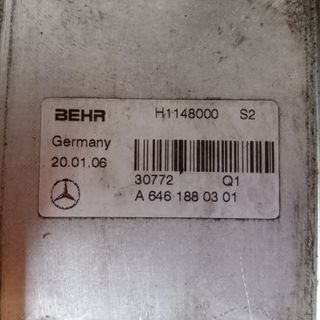 BEHR H1148000 S2
Germany
20.01.06
30772 Q1
A 646 188 03 01